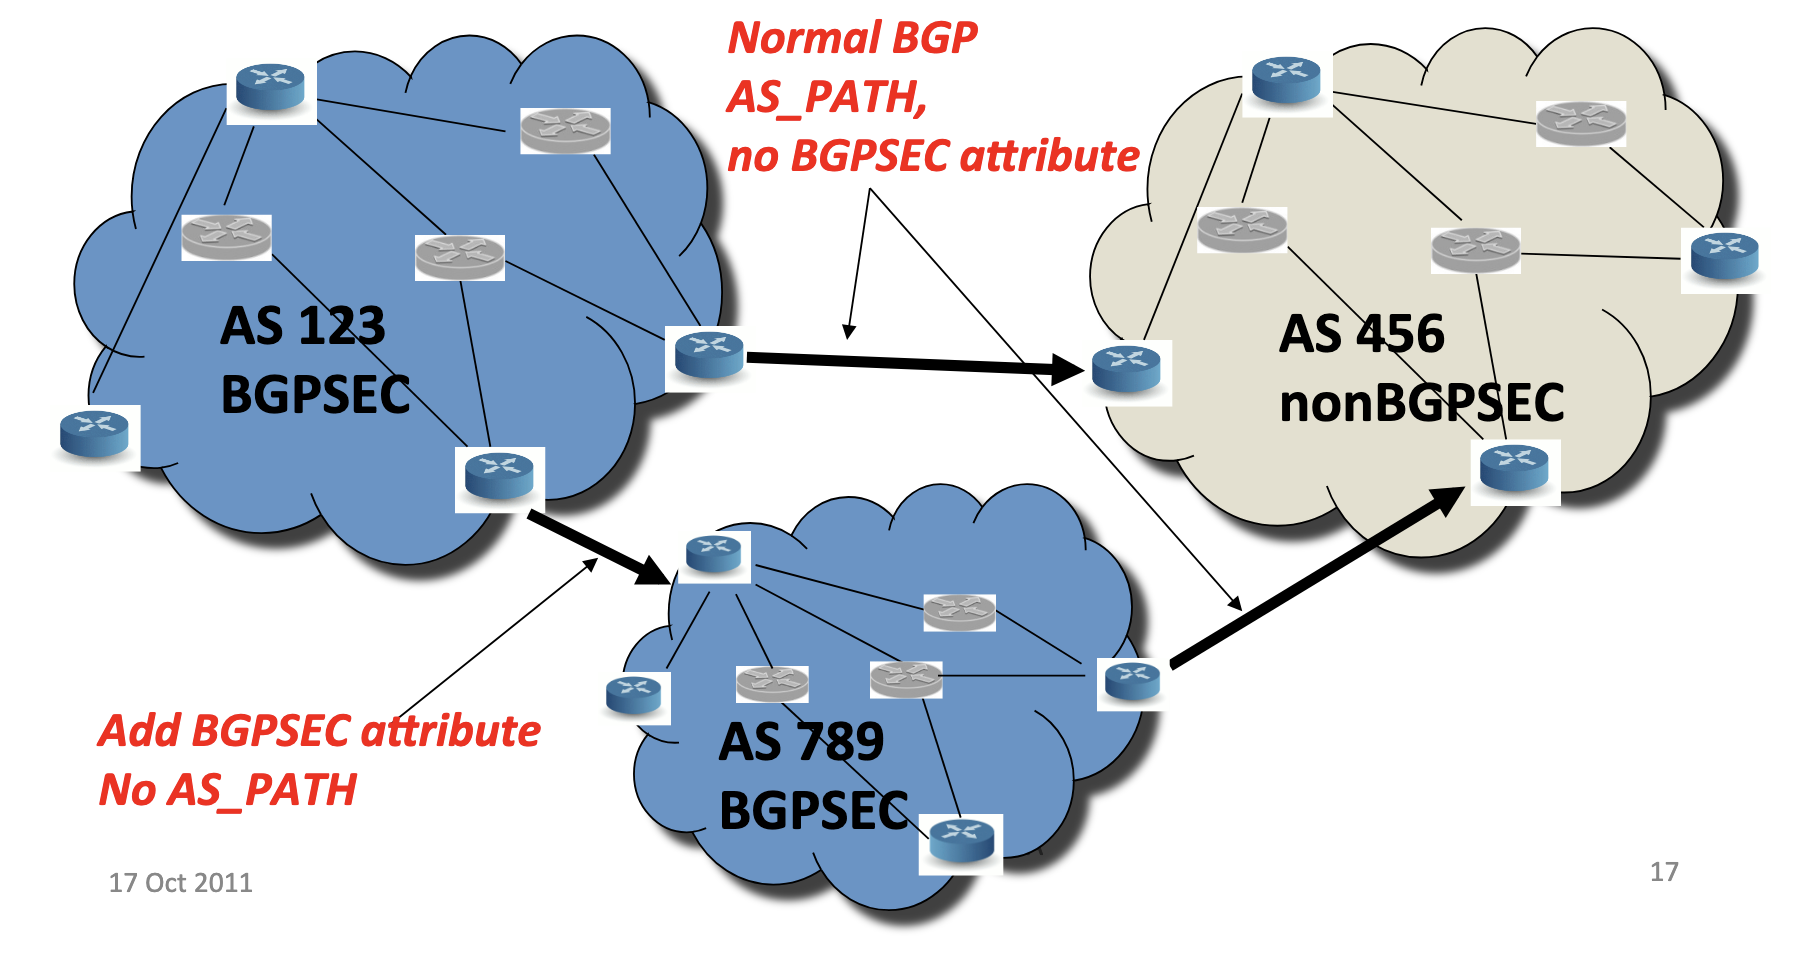 Normal BGP
AS_PATH,
no BGPSEC attribute
AS 123
BGPSEC
AS 456
nonBGPSEC
Add BGPSEC attribute
No AS_PATH
AS 789
BGPSEC
17 Oct 2011
17